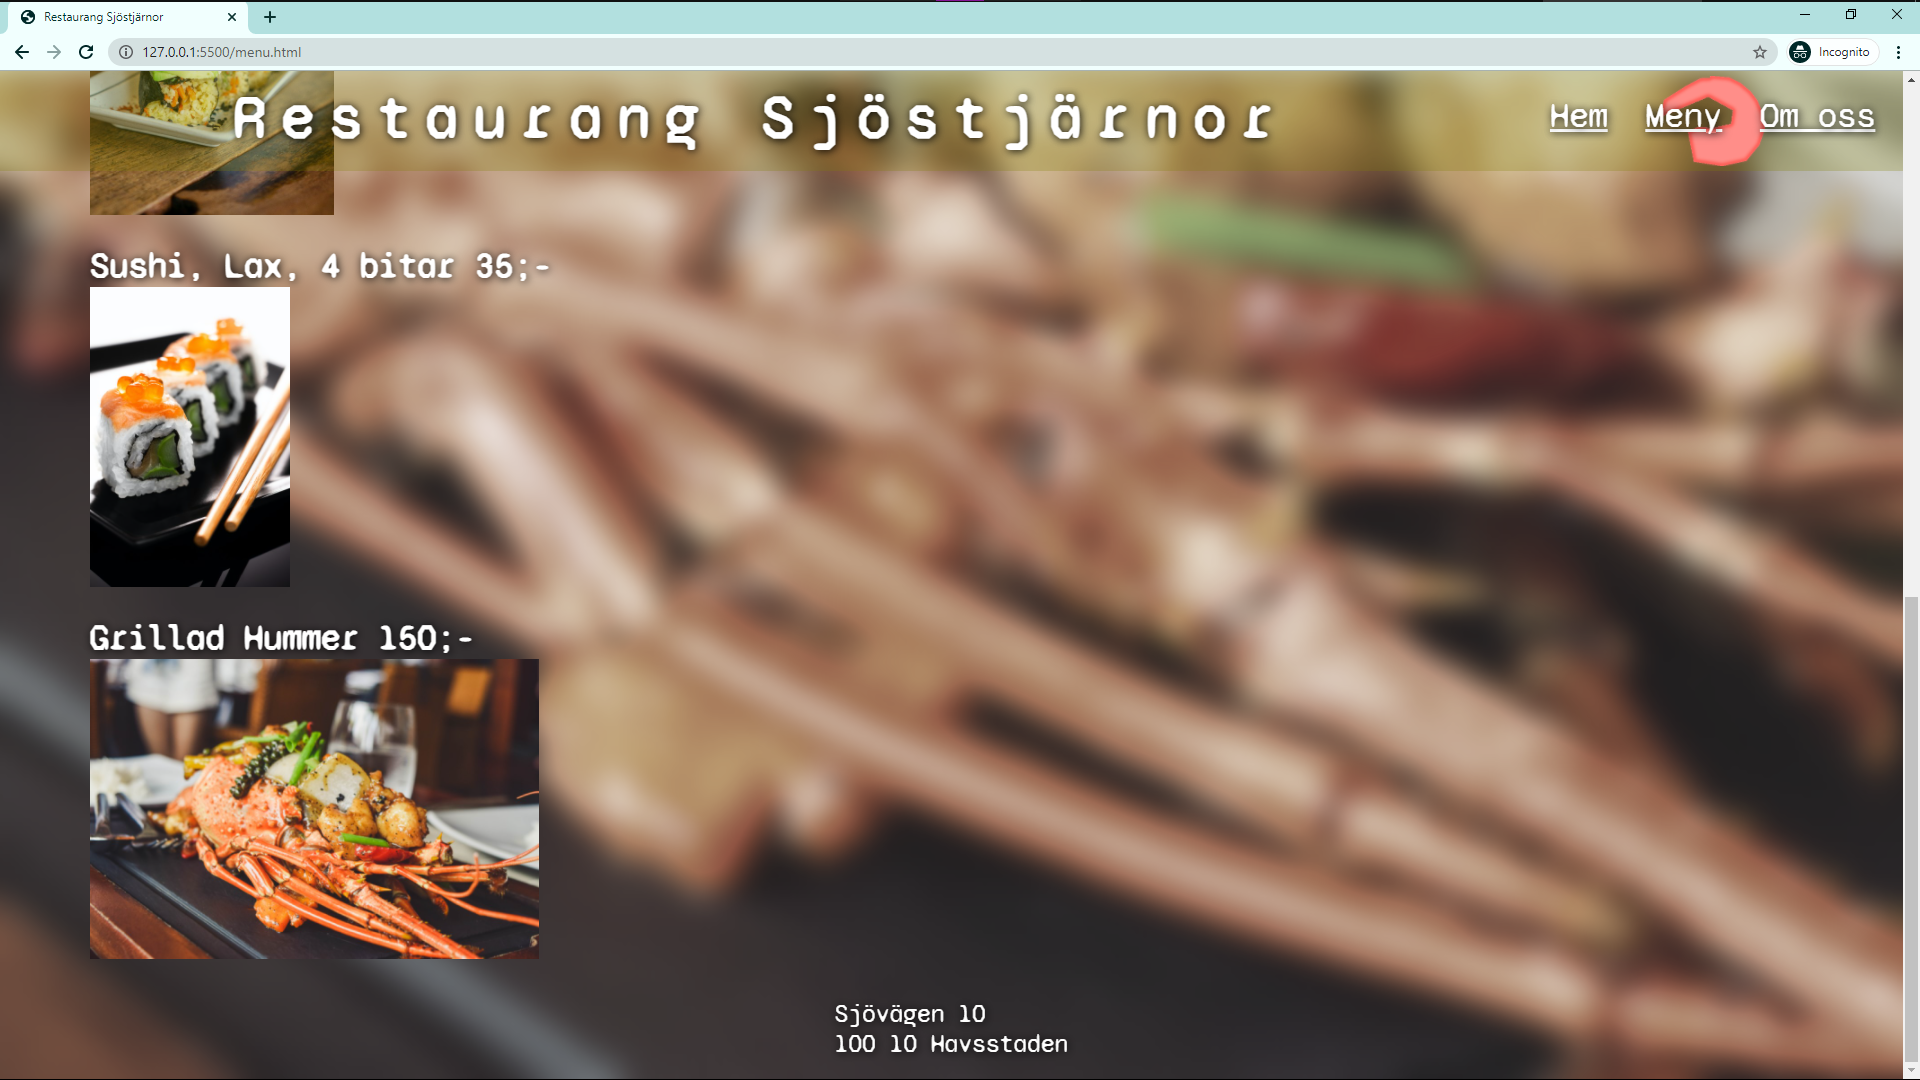 Restaurang Sjöstjärnor
127.0.0.1:5500/menu.html
Incognito
Restaurang Sjöstjärnor
Hem Meny Om oss
Sushi, Lax, 4 bitar 35;-
Grillad Hummer 150;-
Sjövägen 10
100 10 Havsstaden